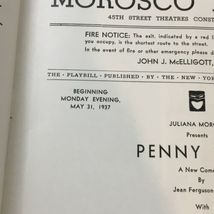 MOROSCO
45TH STREET THEATRES CONST
FIRE NOTICE: The exit, indicated by a red li
you occupy, is the shortest route to the street.
In the event of fire or other emergency please d
JOHN J. McELLIGOTT,
THE · PLAYBILL · PUBLISHED · BY · THE · NEW · YOR
BEGINNING
MONDAY EVENING,
MAY 31, 1937
JULIANA MORG
Presents
PENNY
A New Come
By
Jean Ferguson
With